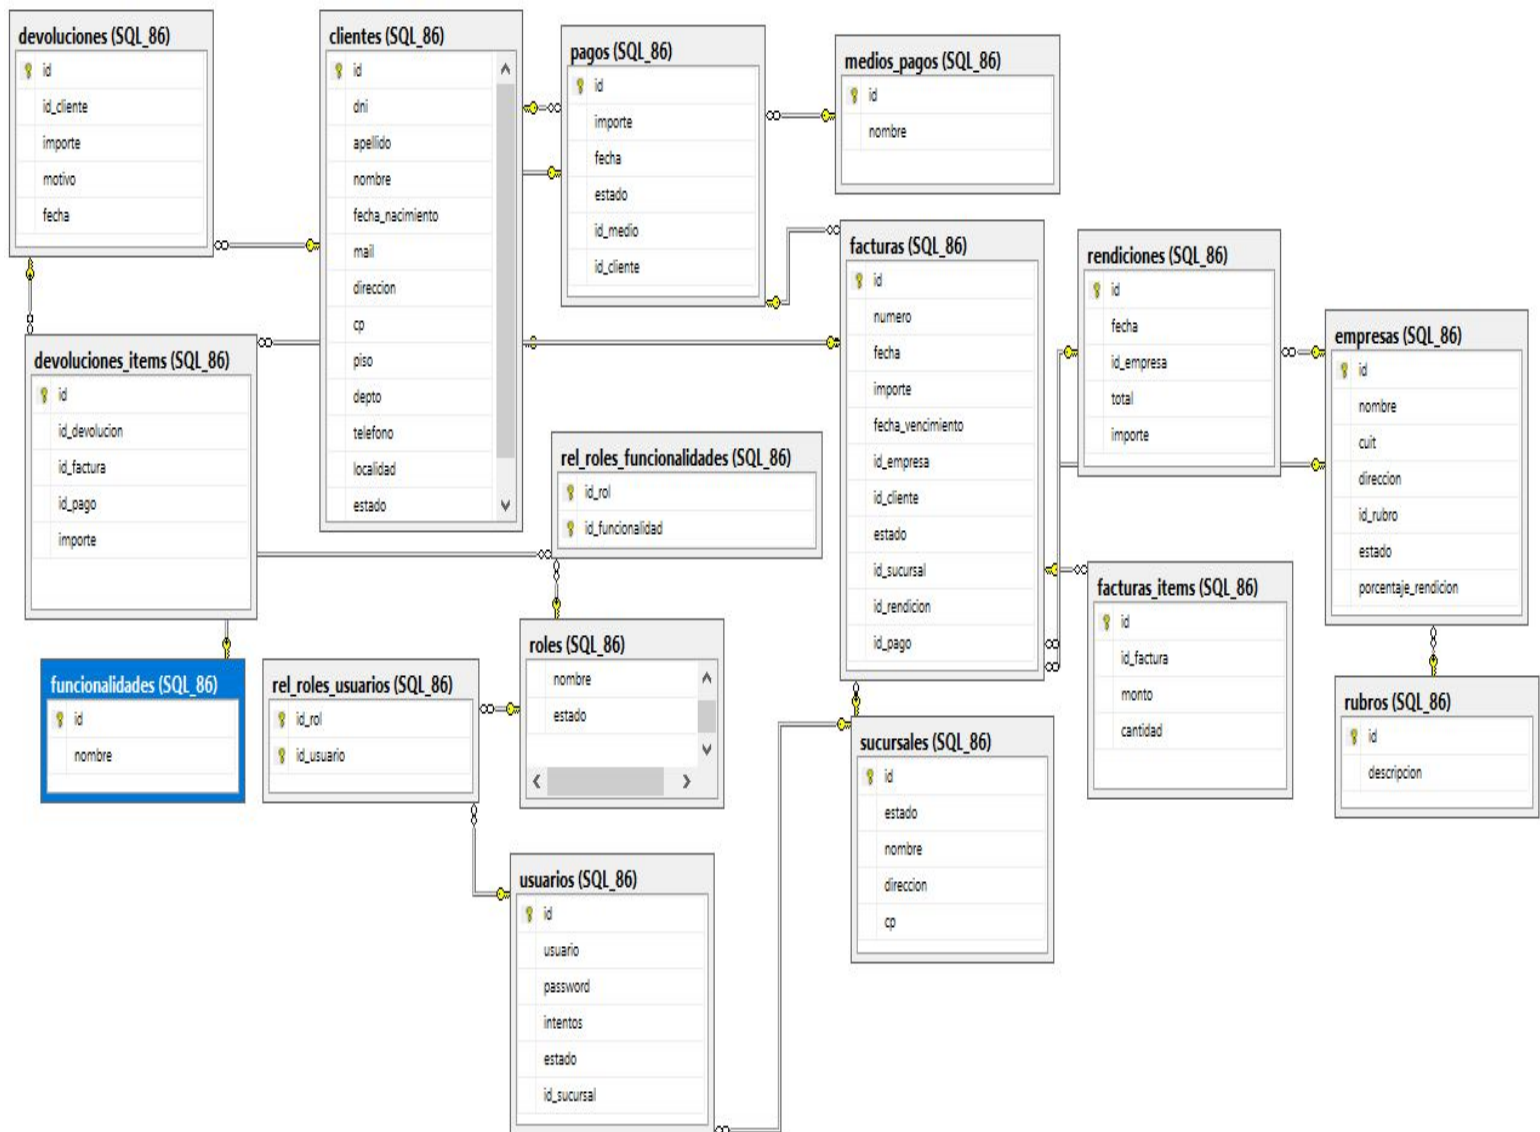 devoluciones (SQL_86)
id
id_cliente
importe
motivo
fecha
clientes (SQL_86)
id
dni
apellido
nombre
fecha_nacimiento
mail
direccion
cp
piso
depto
telefono
localidad
estado
pagos (SQL_86)
id
importe
fecha
estado
id_medio
id_cliente
medios_pagos (SQL_86)
id
nombre
facturas (SQL_86)
id
numero
fecha
importe
fecha_vencimiento
id_empresa
id_cliente
estado
id_sucursal
id_rendicion
id_pago
rendiciones (SQL_86)
id
fecha
id_empresa
total
importe
empresas (SQL_86)
id
nombre
cuit
direccion
id_rubro
estado
porcentaje_rendicion
devoluciones_items (SQL_86)
id
id_devolucion
id_factura
id_pago
importe
rel_roles_funcionalidades (SQL_86)
id_rol
id_funcionalidad
facturas_items (SQL_86)
id
id_factura
monto
cantidad
funcionalidades (SQL_86)
id
nombre
rel_roles_usuarios (SQL_86)
id_rol
id_usuario
roles (SQL_86)
nombre
estado
rubros (SQL_86)
id
descripcion
sucursales (SQL_86)
id
estado
nombre
direccion
cp
usuarios (SQL_86)
id
usuario
password
intentos
estado
id_sucursal